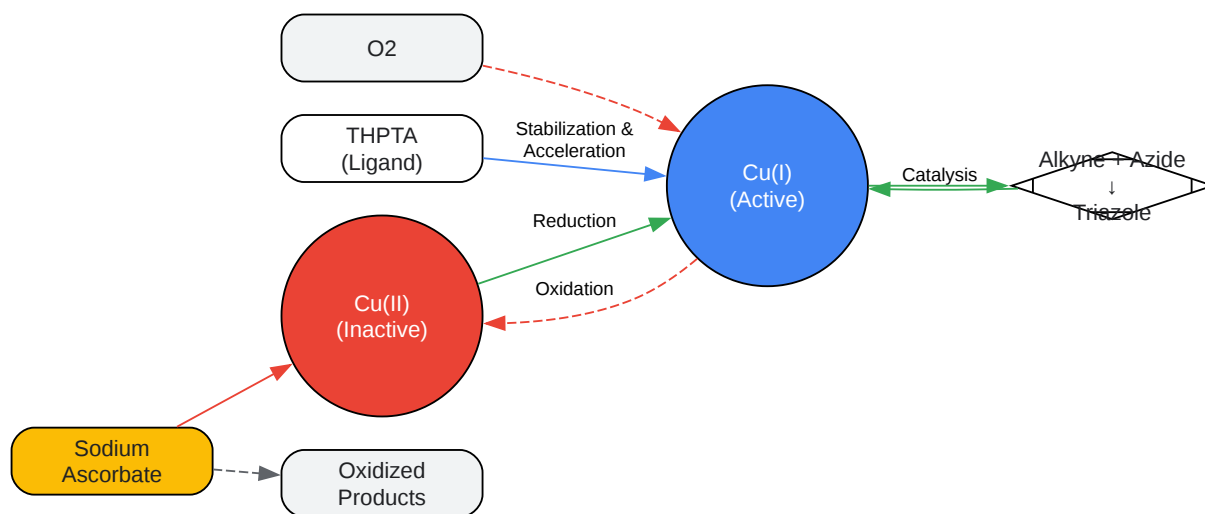 O2
THPTA
(Ligand)
Stabilization &
Acceleration
Cu(I)
(Active)
Catalysis
Alkyne + Azide
↓
Triazole
Reduction
Cu(II)
(Inactive)
Oxidation
Sodium
Ascorbate
Oxidized
Products